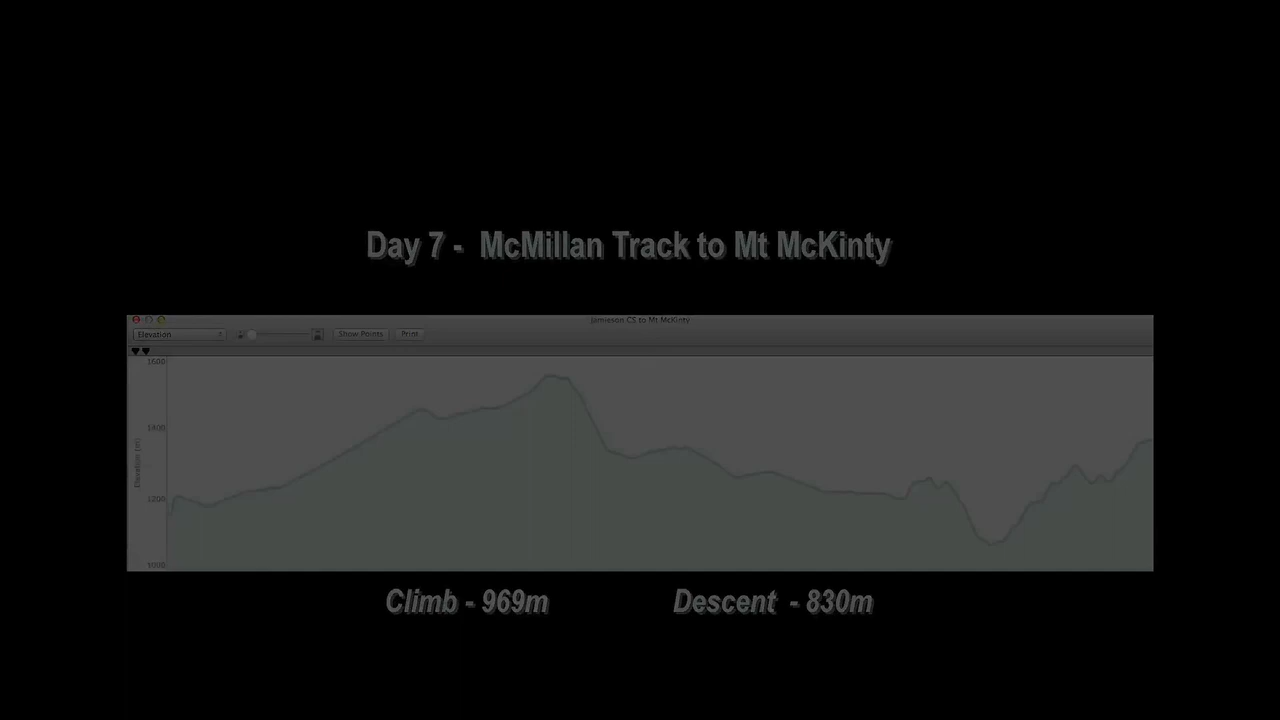 Day 7 - McMillan Track to Mt McKinty
Jamieson CS to Mt McKinty
Elevation
Show Points
Print
1600
1400
1200
1000
Elevation (m)
Climb - 969m
Descent - 830m